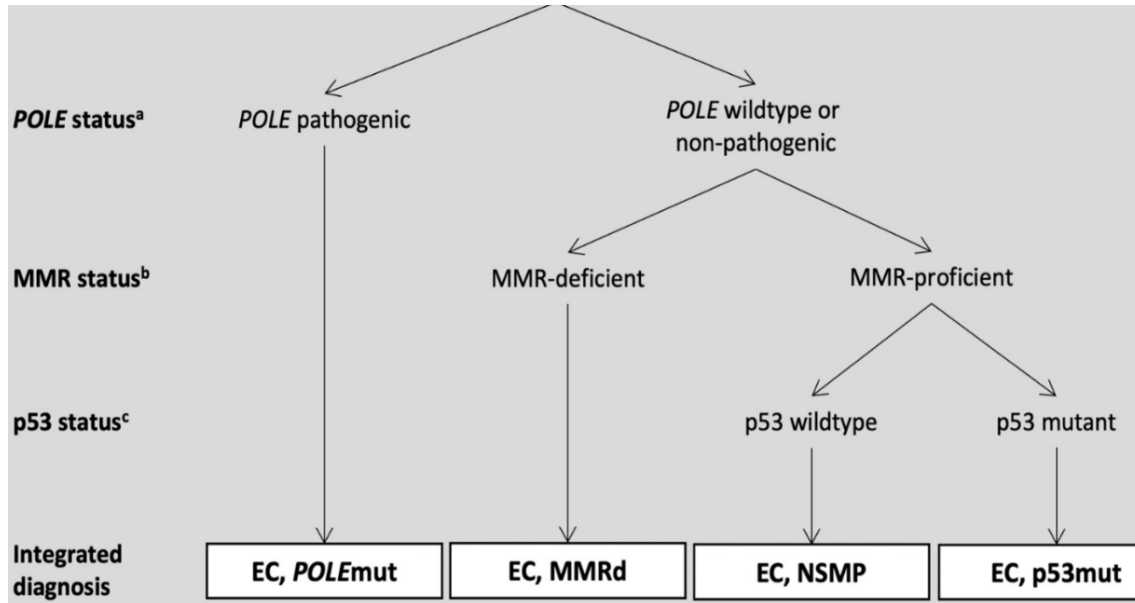 POLE statusᵃ
POLE pathogenic
POLE wildtype or
non-pathogenic
MMR statusᵇ
MMR-deficient
MMR-proficient
p53 statusᶜ
p53 wildtype
p53 mutant
Integrated
diagnosis
EC, POLEmut
EC, MMRd
EC, NSMP
EC, p53mut